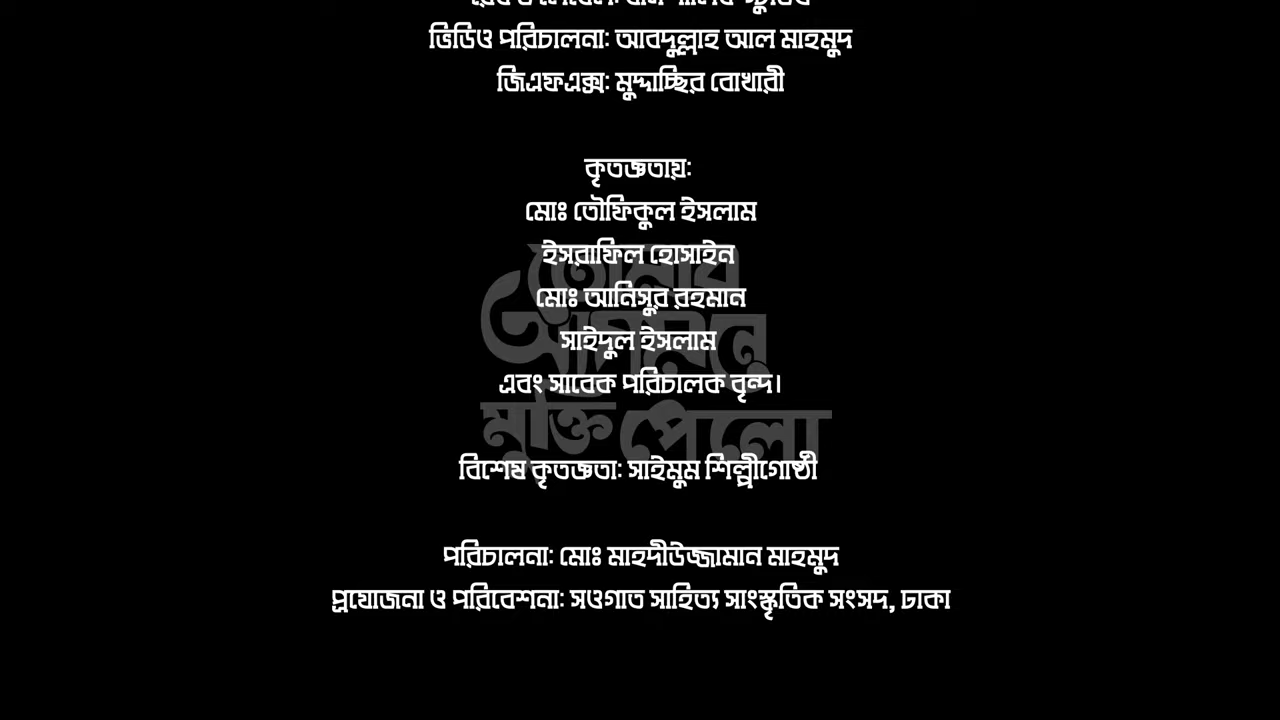 ভিডিও পরিচালনা: আবদুল্লাহ আল মাহমুদ
জিএফএক্স: মুদ্দাচ্ছির বোখারী
কৃতজ্ঞতায়:
মোঃ তৌফিকুল ইসলাম
ইসরাফিল হোসাইন
মোঃ আনিসুর রহমান
সাইদুল ইসলাম
এবং সাবেক পরিচালক বৃন্দ।
তোমার
আগমনে
মুক্তি পেলো
বিশেষ কৃতজ্ঞতা: সাইমুম শিল্পীগোষ্ঠী
পরিচালনা: মোঃ মাহদীউজ্জামান মাহমুদ
প্রযোজনা ও পরিবেশনা: সওগাত সাহিত্য সাংস্কৃতিক সংসদ, ঢাকা